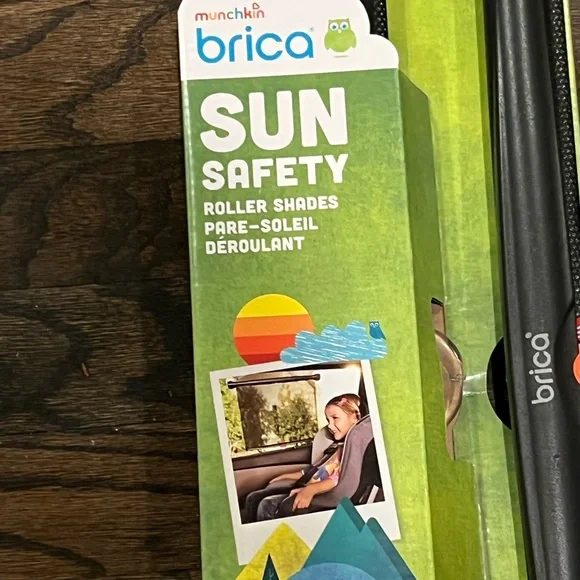 munchkin
brica
SUN
SAFETY
ROLLER SHADES
PARE-SOLEIL
DÉROULANT
brica